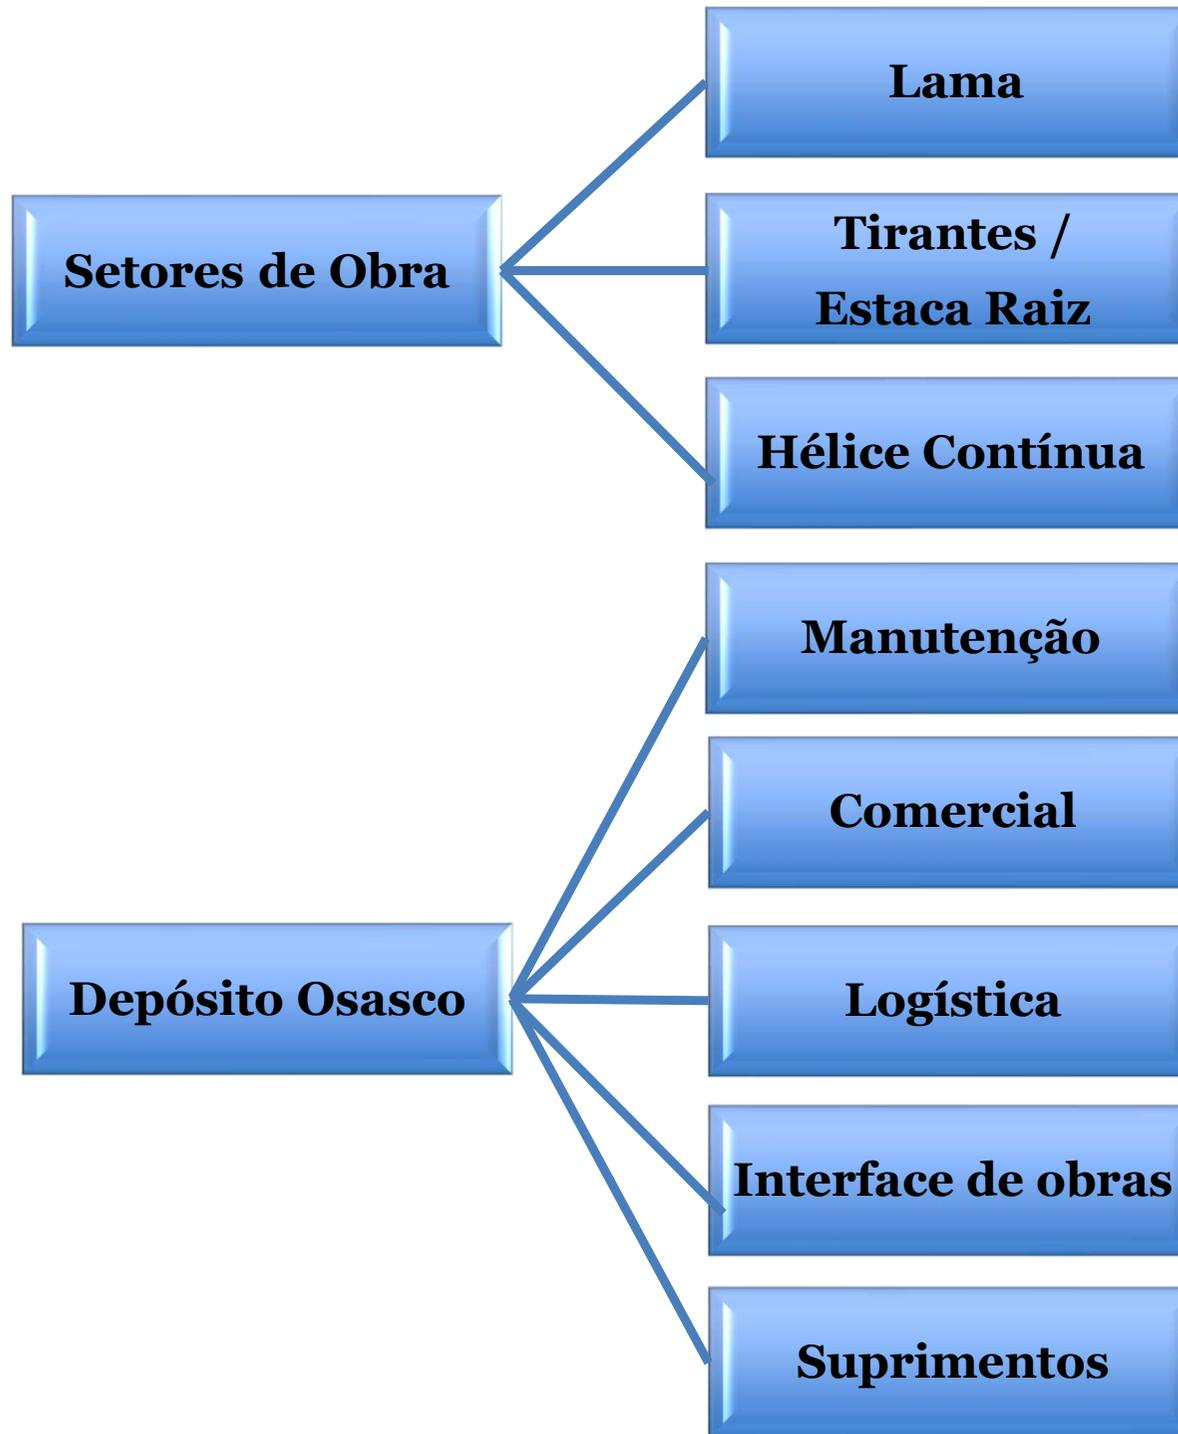 Setores de Obra
Lama
Tirantes /
Estaca Raiz
Hélice Contínua
Depósito Osasco
Manutenção
Comercial
Logística
Interface de obras
Suprimentos